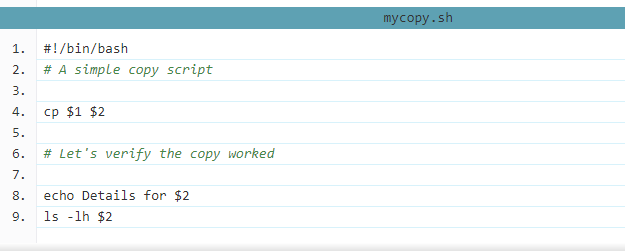 mycopy.sh
1. #!/bin/bash
2. # A simple copy script
3.
4. cp $1 $2
5.
6. # Let's verify the copy worked
7.
8. echo Details for $2
9. ls -lh $2